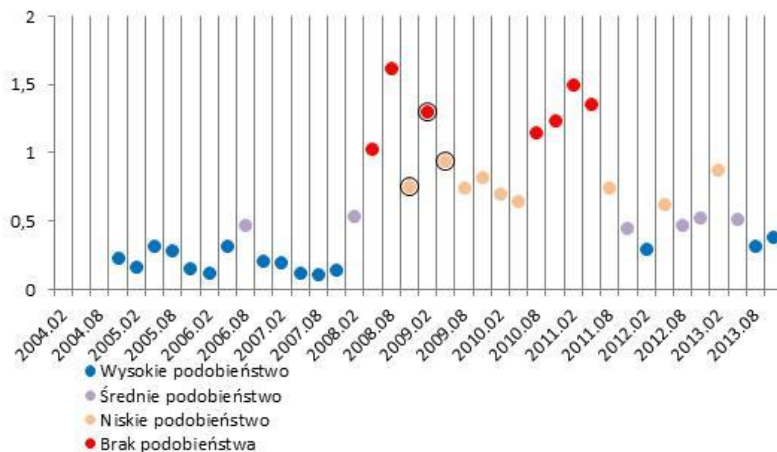 2
1,5
1
0,5
0
2004.02 2004.08 2005.02 2005.08 2006.02 2006.08 2007.02 2007.08 2008.02 2008.08 2009.02 2009.08 2010.02 2010.08 2011.02 2011.08 2012.02 2012.08 2013.02 2013.08
Wysokie podobieństwo
Średnie podobieństwo
Niskie podobieństwo
Brak podobieństwa